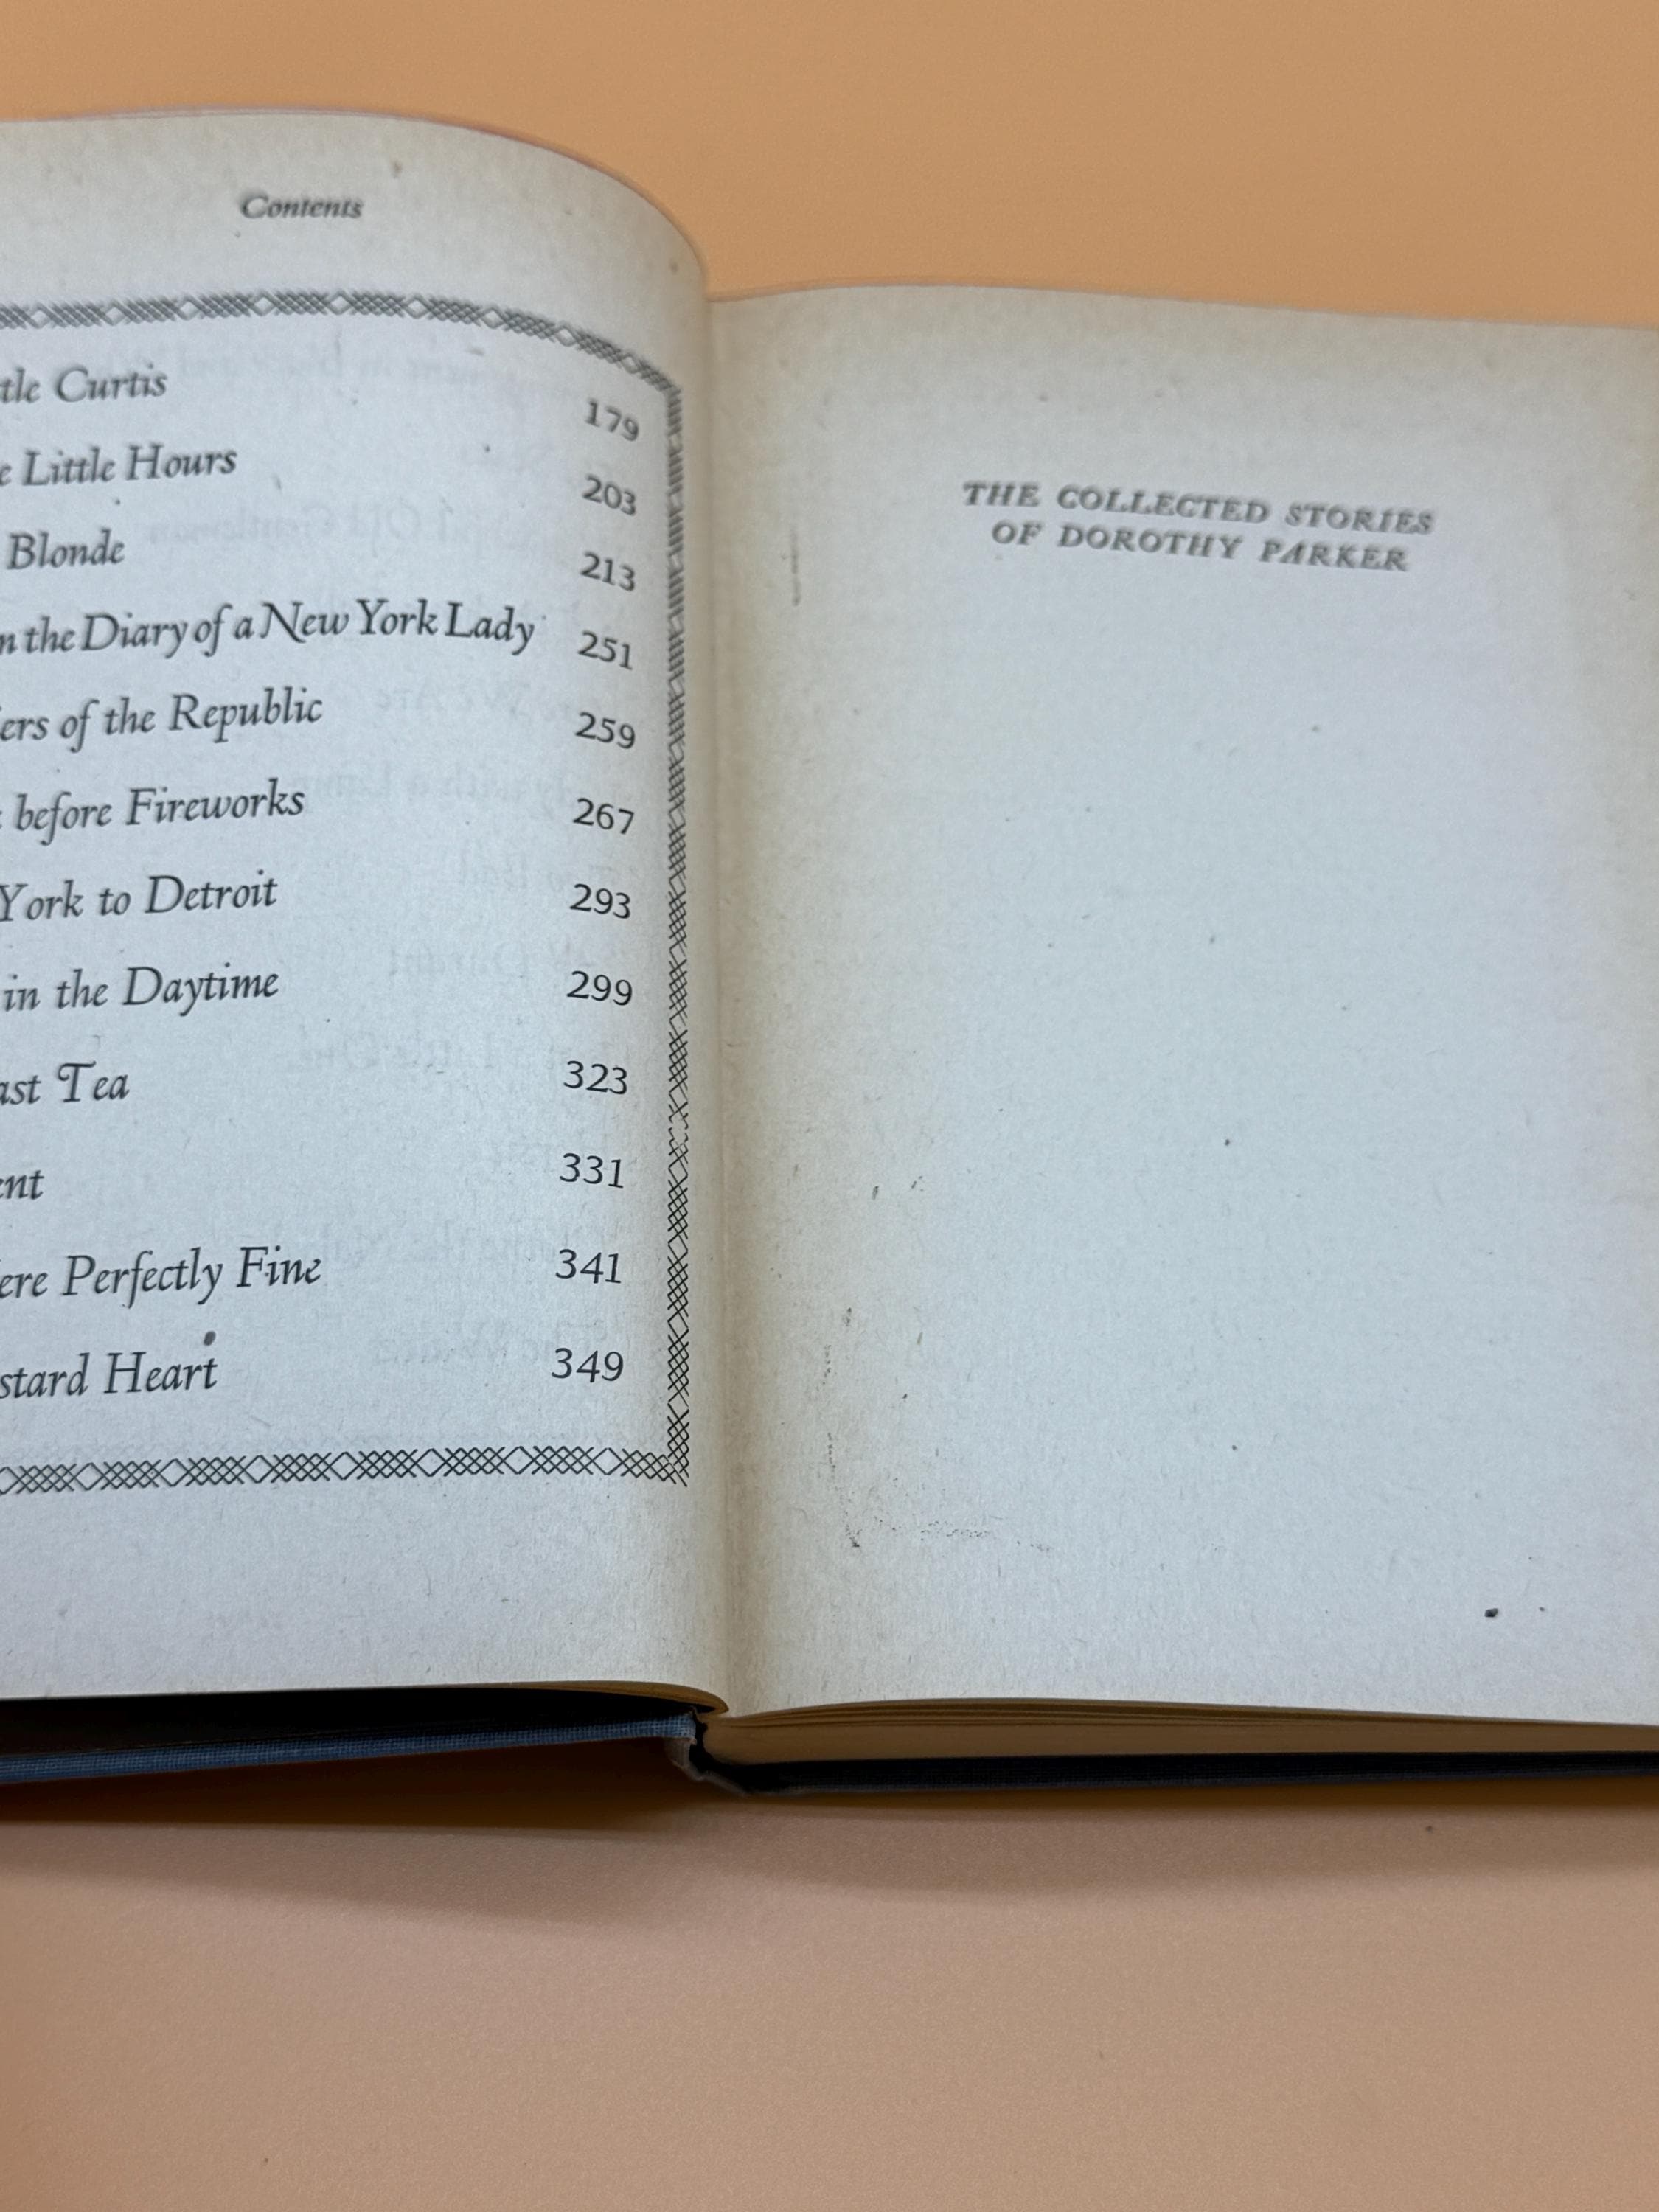 Contents
tle Curtis 179
e Little Hours 203
Blonde 213
m the Diary of a New York Lady 251
iers of the Republic 259
t before Fireworks 267
York to Detroit 293
in the Daytime 299
ast Tea 323
ent 331
ere Perfectly Fine 341
stard Heart 349
THE COLLECTED STORIES
OF DOROTHY PARKER